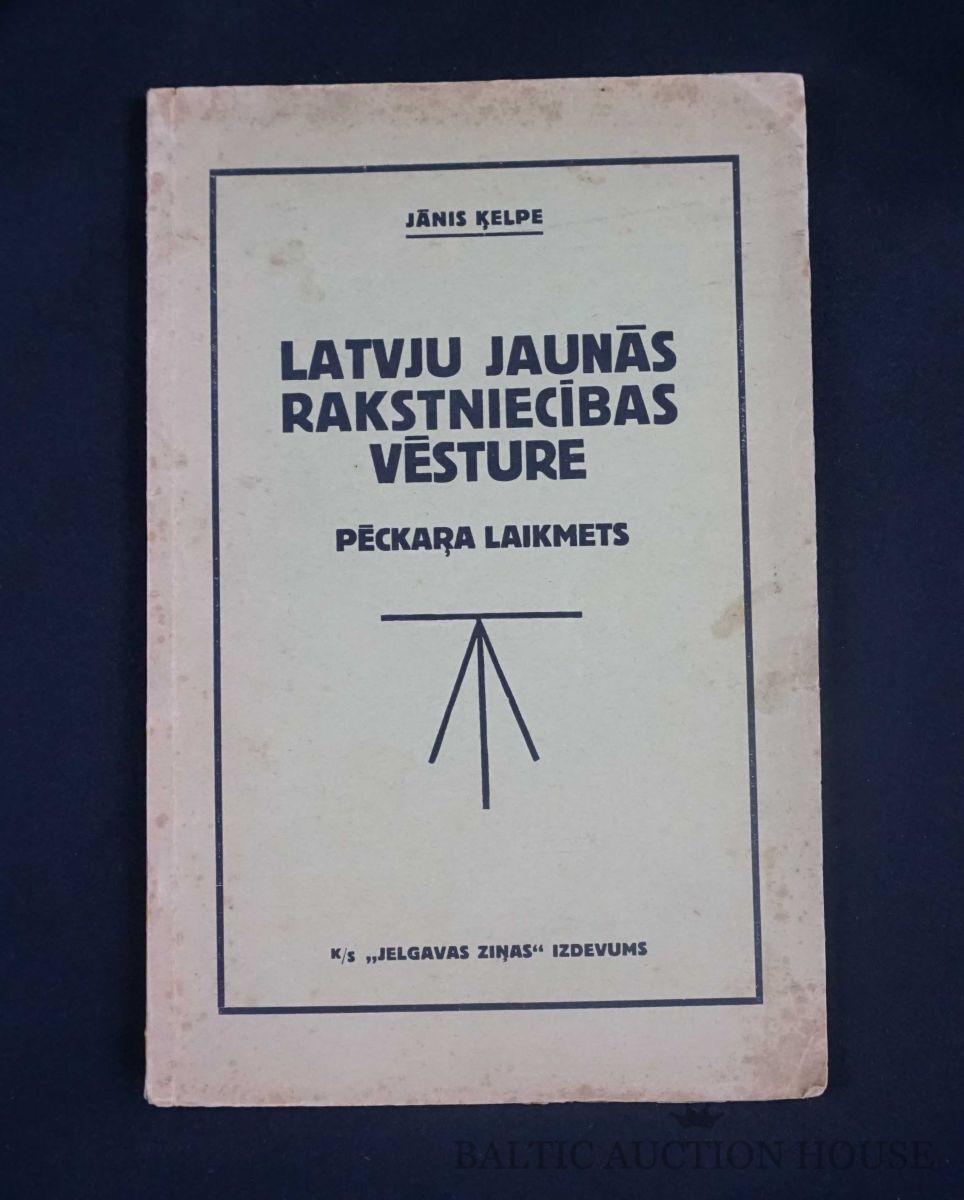 JĀNIS ĶELPE
LATVJU JAUNĀS
RAKSTNIECĪBAS
VĒSTURE
PĒCKAŖA LAIKMETS
K/S „JELGAVAS ZIŅAS“ IZDEVUMS
BALTIC AUCTION HOUSE